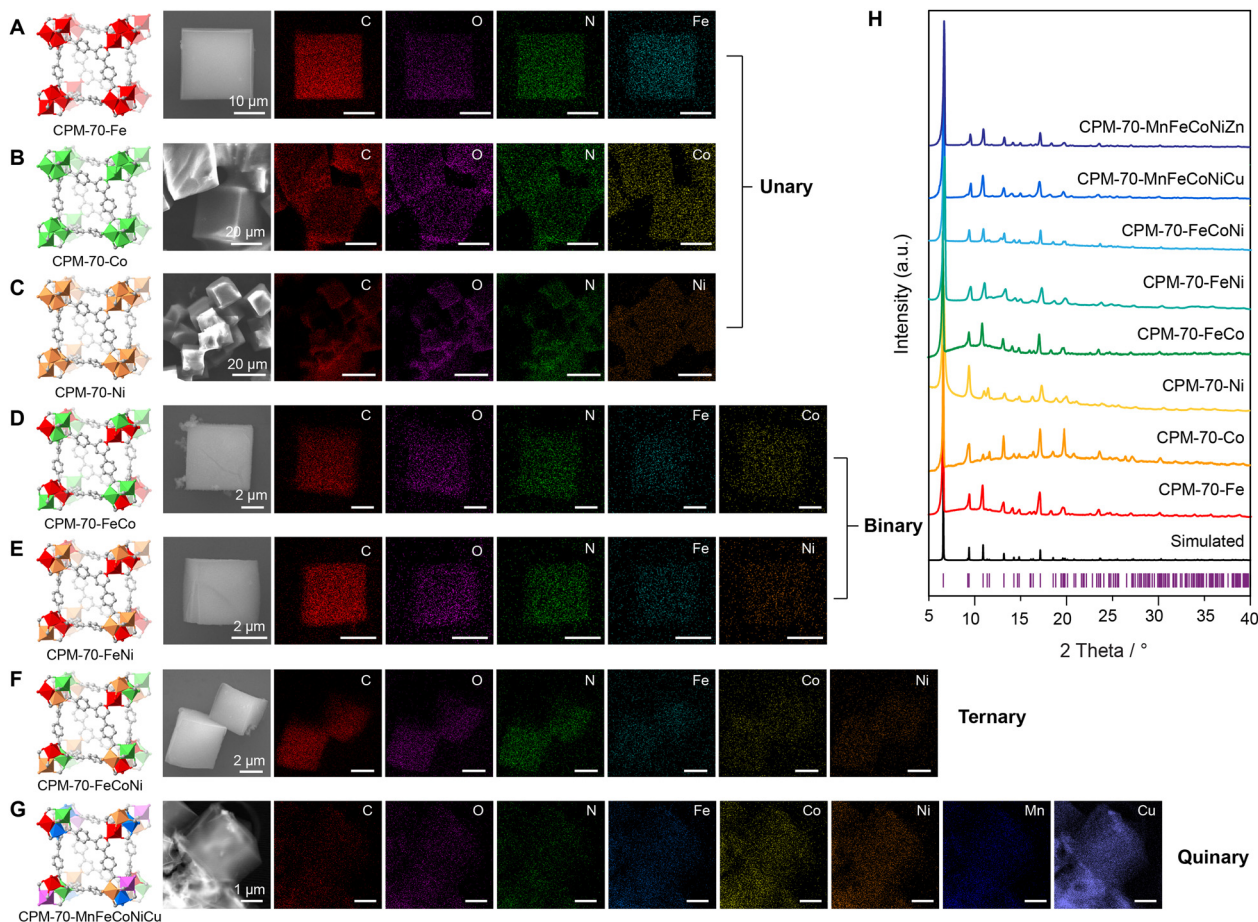 A
C
O
N
Fe
10 µm
CPM-70-Fe
B
C
O
N
Co
20 µm
CPM-70-Co
Unary
C
C
O
N
Ni
20 µm
CPM-70-Ni
D
C
O
N
Fe
Co
2 µm
CPM-70-FeCo
Binary
E
C
O
N
Fe
Ni
2 µm
CPM-70-FeNi
F
C
O
N
Fe
Co
Ni
2 µm
CPM-70-FeCoNi
Ternary
G
C
O
N
Fe
Co
Ni
Mn
Cu
1 µm
CPM-70-MnFeCoNiCu
Quinary
H
Intensity (a.u.)
CPM-70-MnFeCoNiZn
CPM-70-MnFeCoNiCu
CPM-70-FeCoNi
CPM-70-FeNi
CPM-70-FeCo
CPM-70-Ni
CPM-70-Co
CPM-70-Fe
Simulated
5 10 15 20 25 30 35 40
2 Theta / °